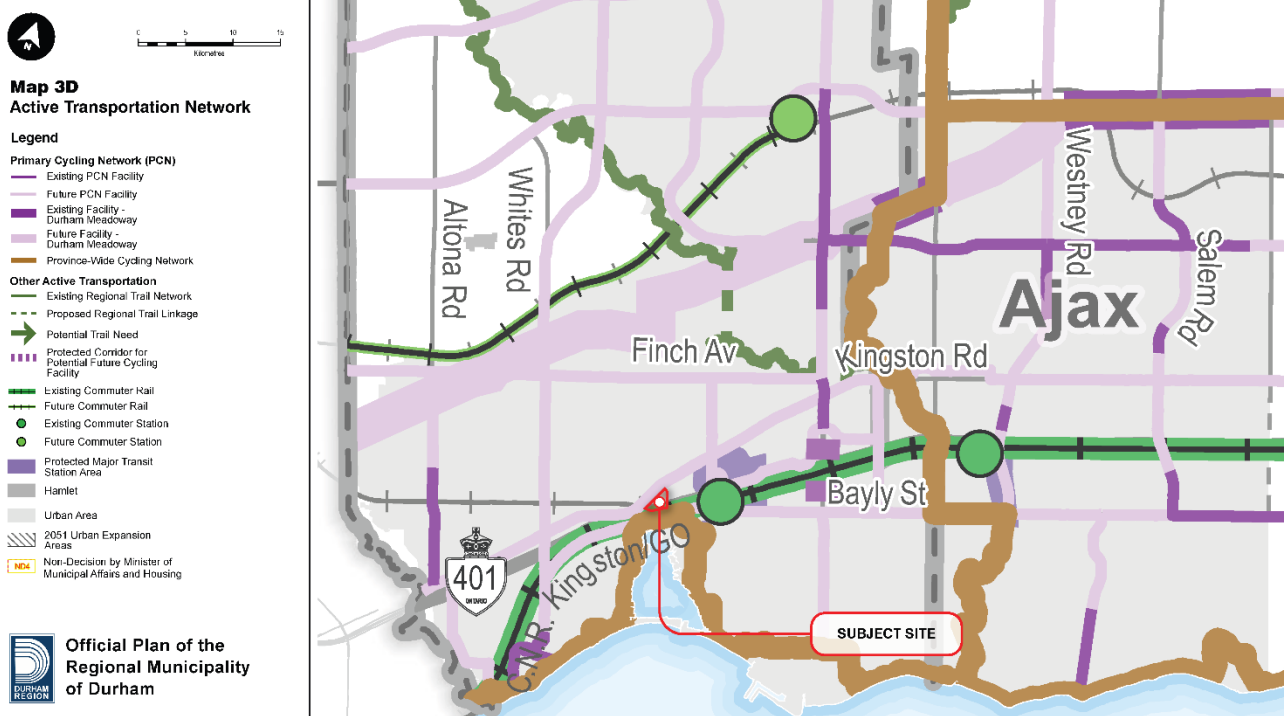 N
0 5 10 15
Kilometres
Map 3D
Active Transportation Network
Legend
Primary Cycling Network (PCN)
Existing PCN Facility
Future PCN Facility
Existing Facility -
Durham Meadoway
Future Facility -
Durham Meadoway
Province-Wide Cycling Network
Other Active Transportation
Existing Regional Trail Network
Proposed Regional Trail Linkage
Potential Trail Need
Protected Corridor for
Potential Future Cycling
Facility
Existing Commuter Rail
Future Commuter Rail
Existing Commuter Station
Future Commuter Station
Protected Major Transit
Station Area
Hamlet
Urban Area
2051 Urban Expansion
Areas
ND4
Non-Decision by Minister of
Municipal Affairs and Housing
DURHAM
REGION
Official Plan of the
Regional Municipality
of Durham
Altona Rd
Whites Rd
Westney Rd
Salem Rd
Ajax
Finch Av
Kingston Rd
Bayly St
401
ONTARIO
C.N.R. Kingston/GO
SUBJECT SITE